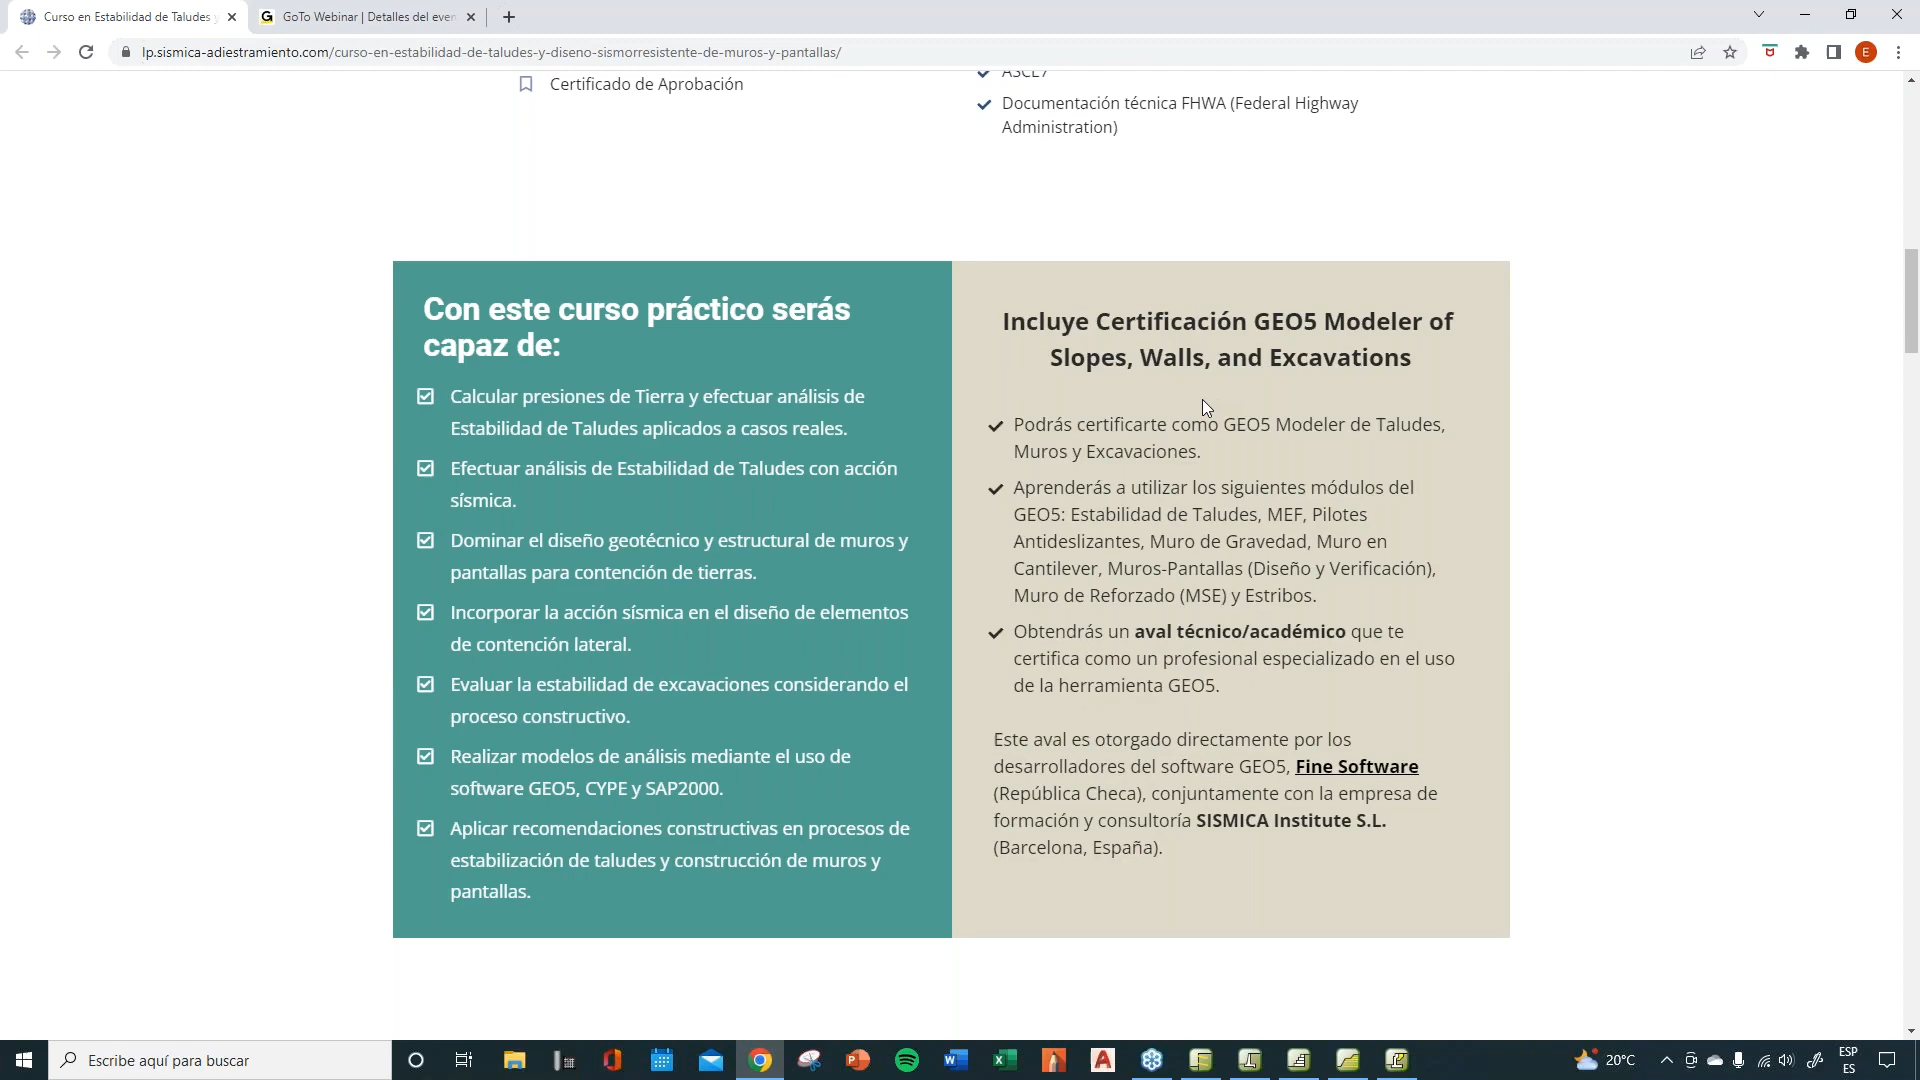 Curso en Estabilidad de Taludes y
GoTo Webinar | Detalles del even
lp.sismica-adiestramiento.com/curso-en-estabilidad-de-taludes-y-diseno-sismorresistente-de-muros-y-pantallas/
E
Certificado de Aprobación
ASCE7
Documentación técnica FHWA (Federal Highway
Administration)
Con este curso práctico serás
capaz de:
Calcular presiones de Tierra y efectuar análisis de
Estabilidad de Taludes aplicados a casos reales.
Efectuar análisis de Estabilidad de Taludes con acción
sísmica.
Dominar el diseño geotécnico y estructural de muros y
pantallas para contención de tierras.
Incorporar la acción sísmica en el diseño de elementos
de contención lateral.
Evaluar la estabilidad de excavaciones considerando el
proceso constructivo.
Realizar modelos de análisis mediante el uso de
software GEO5, CYPE y SAP2000.
Aplicar recomendaciones constructivas en procesos de
estabilización de taludes y construcción de muros y
pantallas.
Incluye Certificación GEO5 Modeler of
Slopes, Walls, and Excavations
Podrás certificarte como GEO5 Modeler de Taludes,
Muros y Excavaciones.
Aprenderás a utilizar los siguientes módulos del
GEO5: Estabilidad de Taludes, MEF, Pilotes
Antideslizantes, Muro de Gravedad, Muro en
Cantilever, Muros-Pantallas (Diseño y Verificación),
Muro de Reforzado (MSE) y Estribos.
Obtendrás un aval técnico/académico que te
certifica como un profesional especializado en el uso
de la herramienta GEO5.
Este aval es otorgado directamente por los
desarrolladores del software GEO5, Fine Software
(República Checa), conjuntamente con la empresa de
formación y consultoría SISMICA Institute S.L.
(Barcelona, España).
Escribe aquí para buscar
20°C
ESP
ES